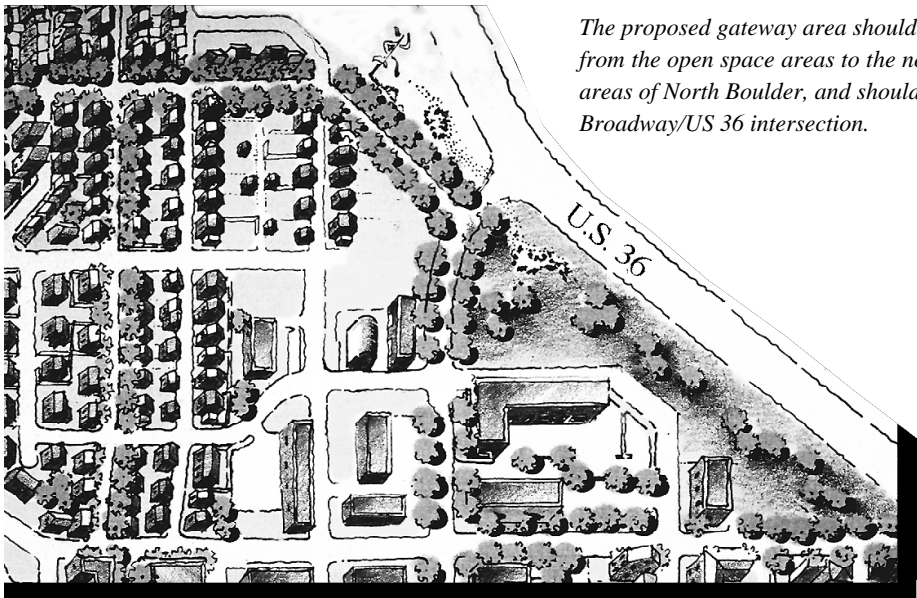 The proposed gateway area should
from the open space areas to the
areas of North Boulder, and should
Broadway/US 36 intersection.
U.S. 36